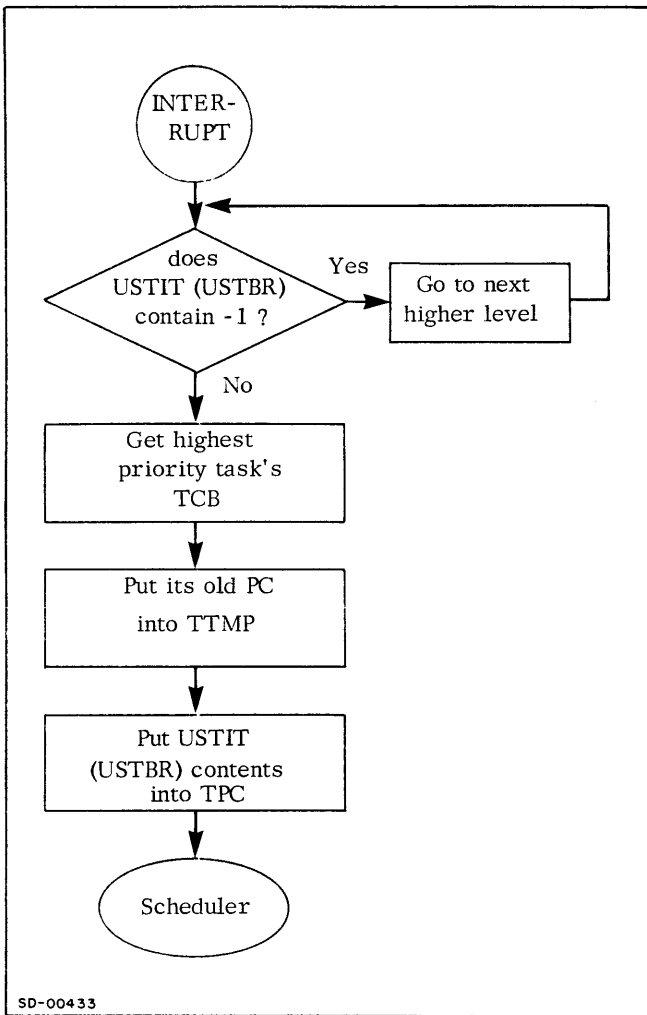 INTER-
RUPT
does
USTIT (USTBR)
contain -1 ?
Yes
Go to next
higher level
No
Get highest
priority task's
TCB
Put its old PC
into TTMP
Put USTIT
(USTBR) contents
into TPC
Scheduler
SD-00433